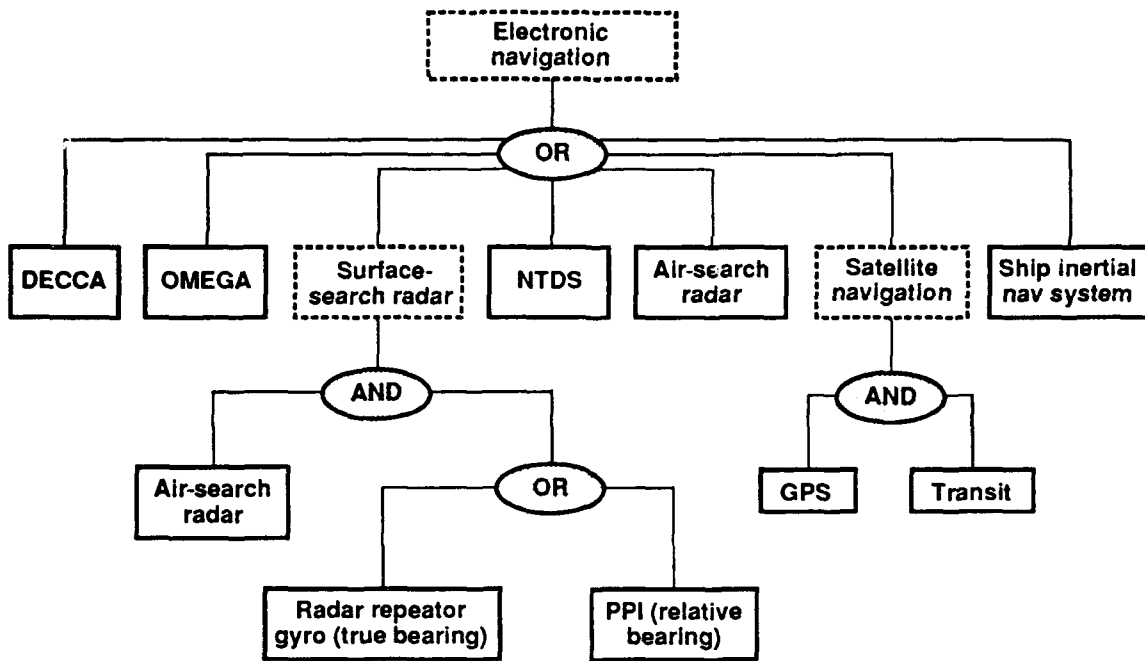 Electronic
navigation
OR
DECCA
OMEGA
Surface-
search radar
NTDS
Air-search
radar
Satellite
navigation
Ship inertial
nav system
AND
AND
Air-search
radar
OR
GPS
Transit
Radar repeator
gyro (true bearing)
PPI (relative
bearing)